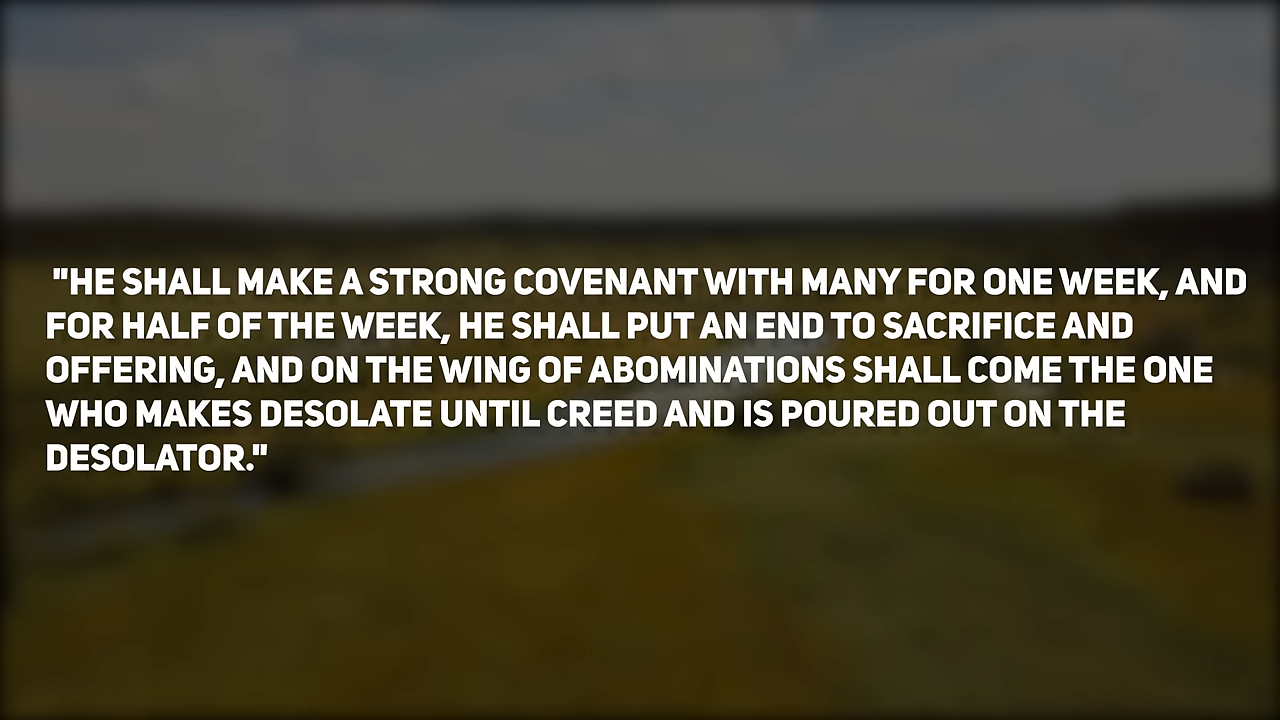 "HE SHALL MAKE A STRONG COVENANT WITH MANY FOR ONE WEEK, AND
FOR HALF OF THE WEEK, HE SHALL PUT AN END TO SACRIFICE AND
OFFERING, AND ON THE WING OF ABOMINATIONS SHALL COME THE ONE
WHO MAKES DESOLATE UNTIL CREED AND IS POURED OUT ON THE
DESOLATOR."